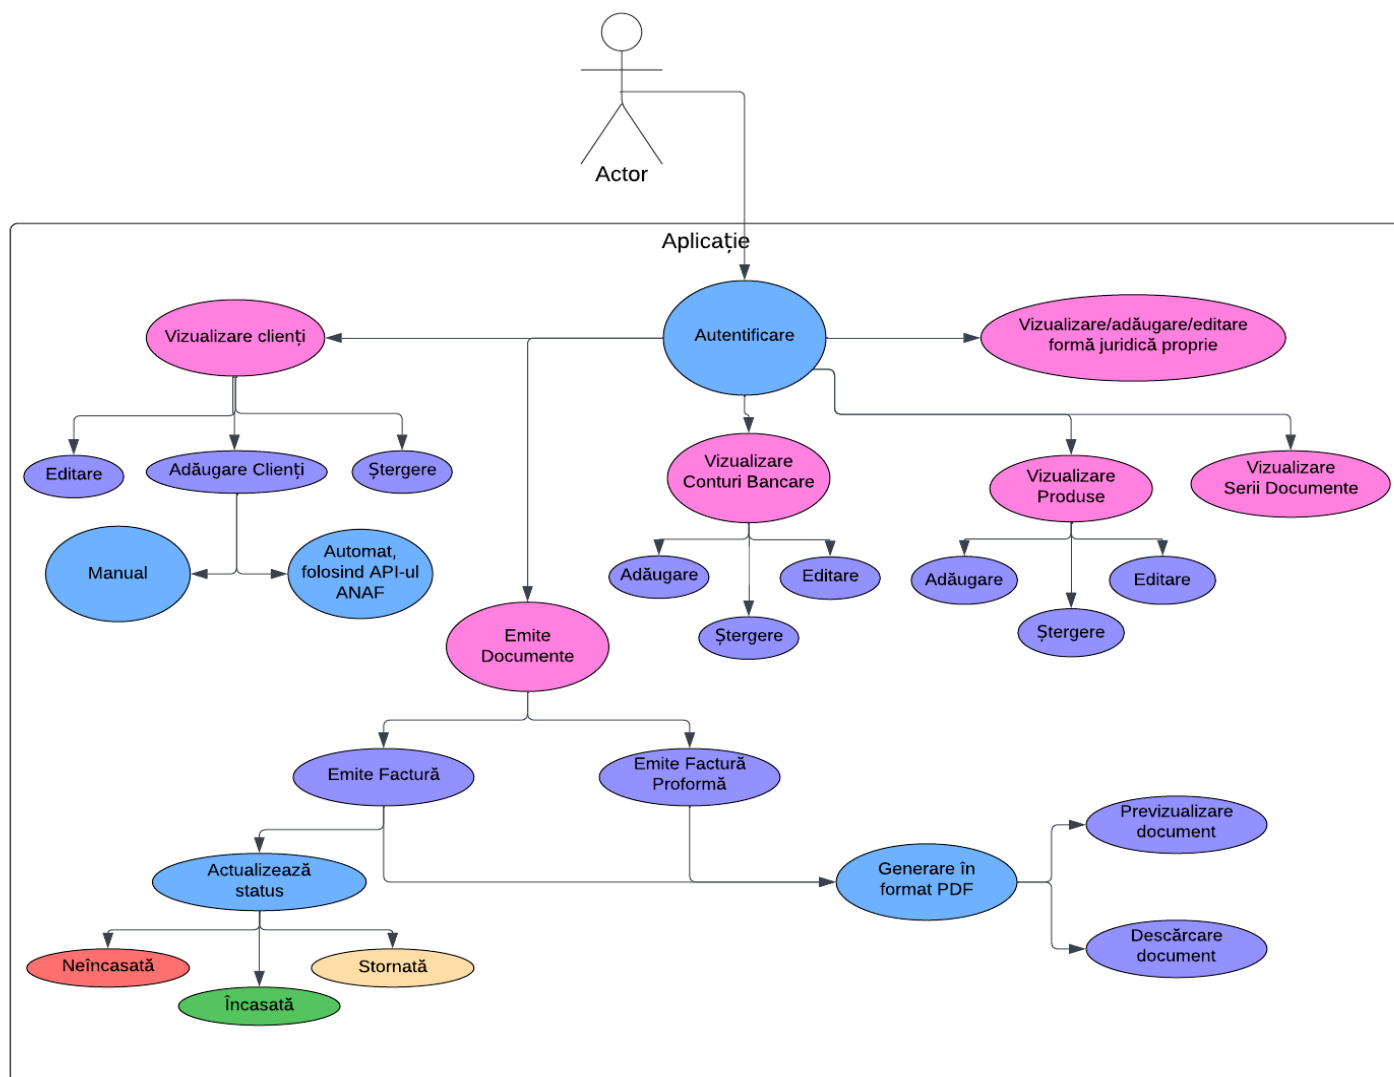 Actor
Aplicație
Autentificare
Vizualizare clienți
Vizualizare/adăugare/editare
formă juridică proprie
Editare
Adăugare Clienți
Ștergere
Vizualizare
Conturi Bancare
Vizualizare
Produse
Vizualizare
Serii Documente
Manual
Automat,
folosind API-ul
ANAF
Adăugare
Editare
Ștergere
Adăugare
Editare
Ștergere
Emite
Documente
Emite Factură
Emite Factură
Proformă
Actualizează
status
Generare în
format PDF
Previzualizare
document
Descărcare
document
Neîncasată
Stornată
Încasată